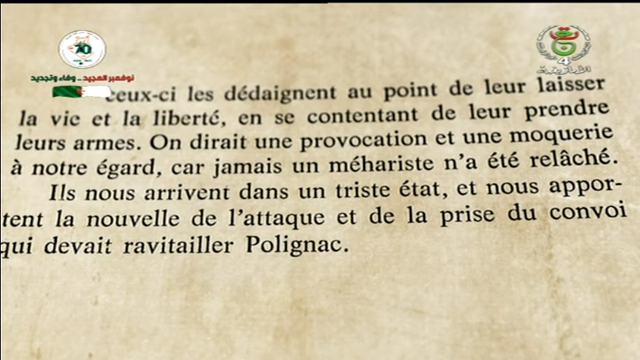 70
نوفمبر المجيد .. وفاء وتجديد
4
ceux-ci les dédaignent au point de leur laisser
la vie et la liberté, en se contentant de leur prendre
leurs armes. On dirait une provocation et une moquerie
à notre égard, car jamais un méhariste n'a été relâché.
Ils nous arrivent dans un triste état, et nous appor-
tent la nouvelle de l'attaque et de la prise du convoi
qui devait ravitailler Polignac.